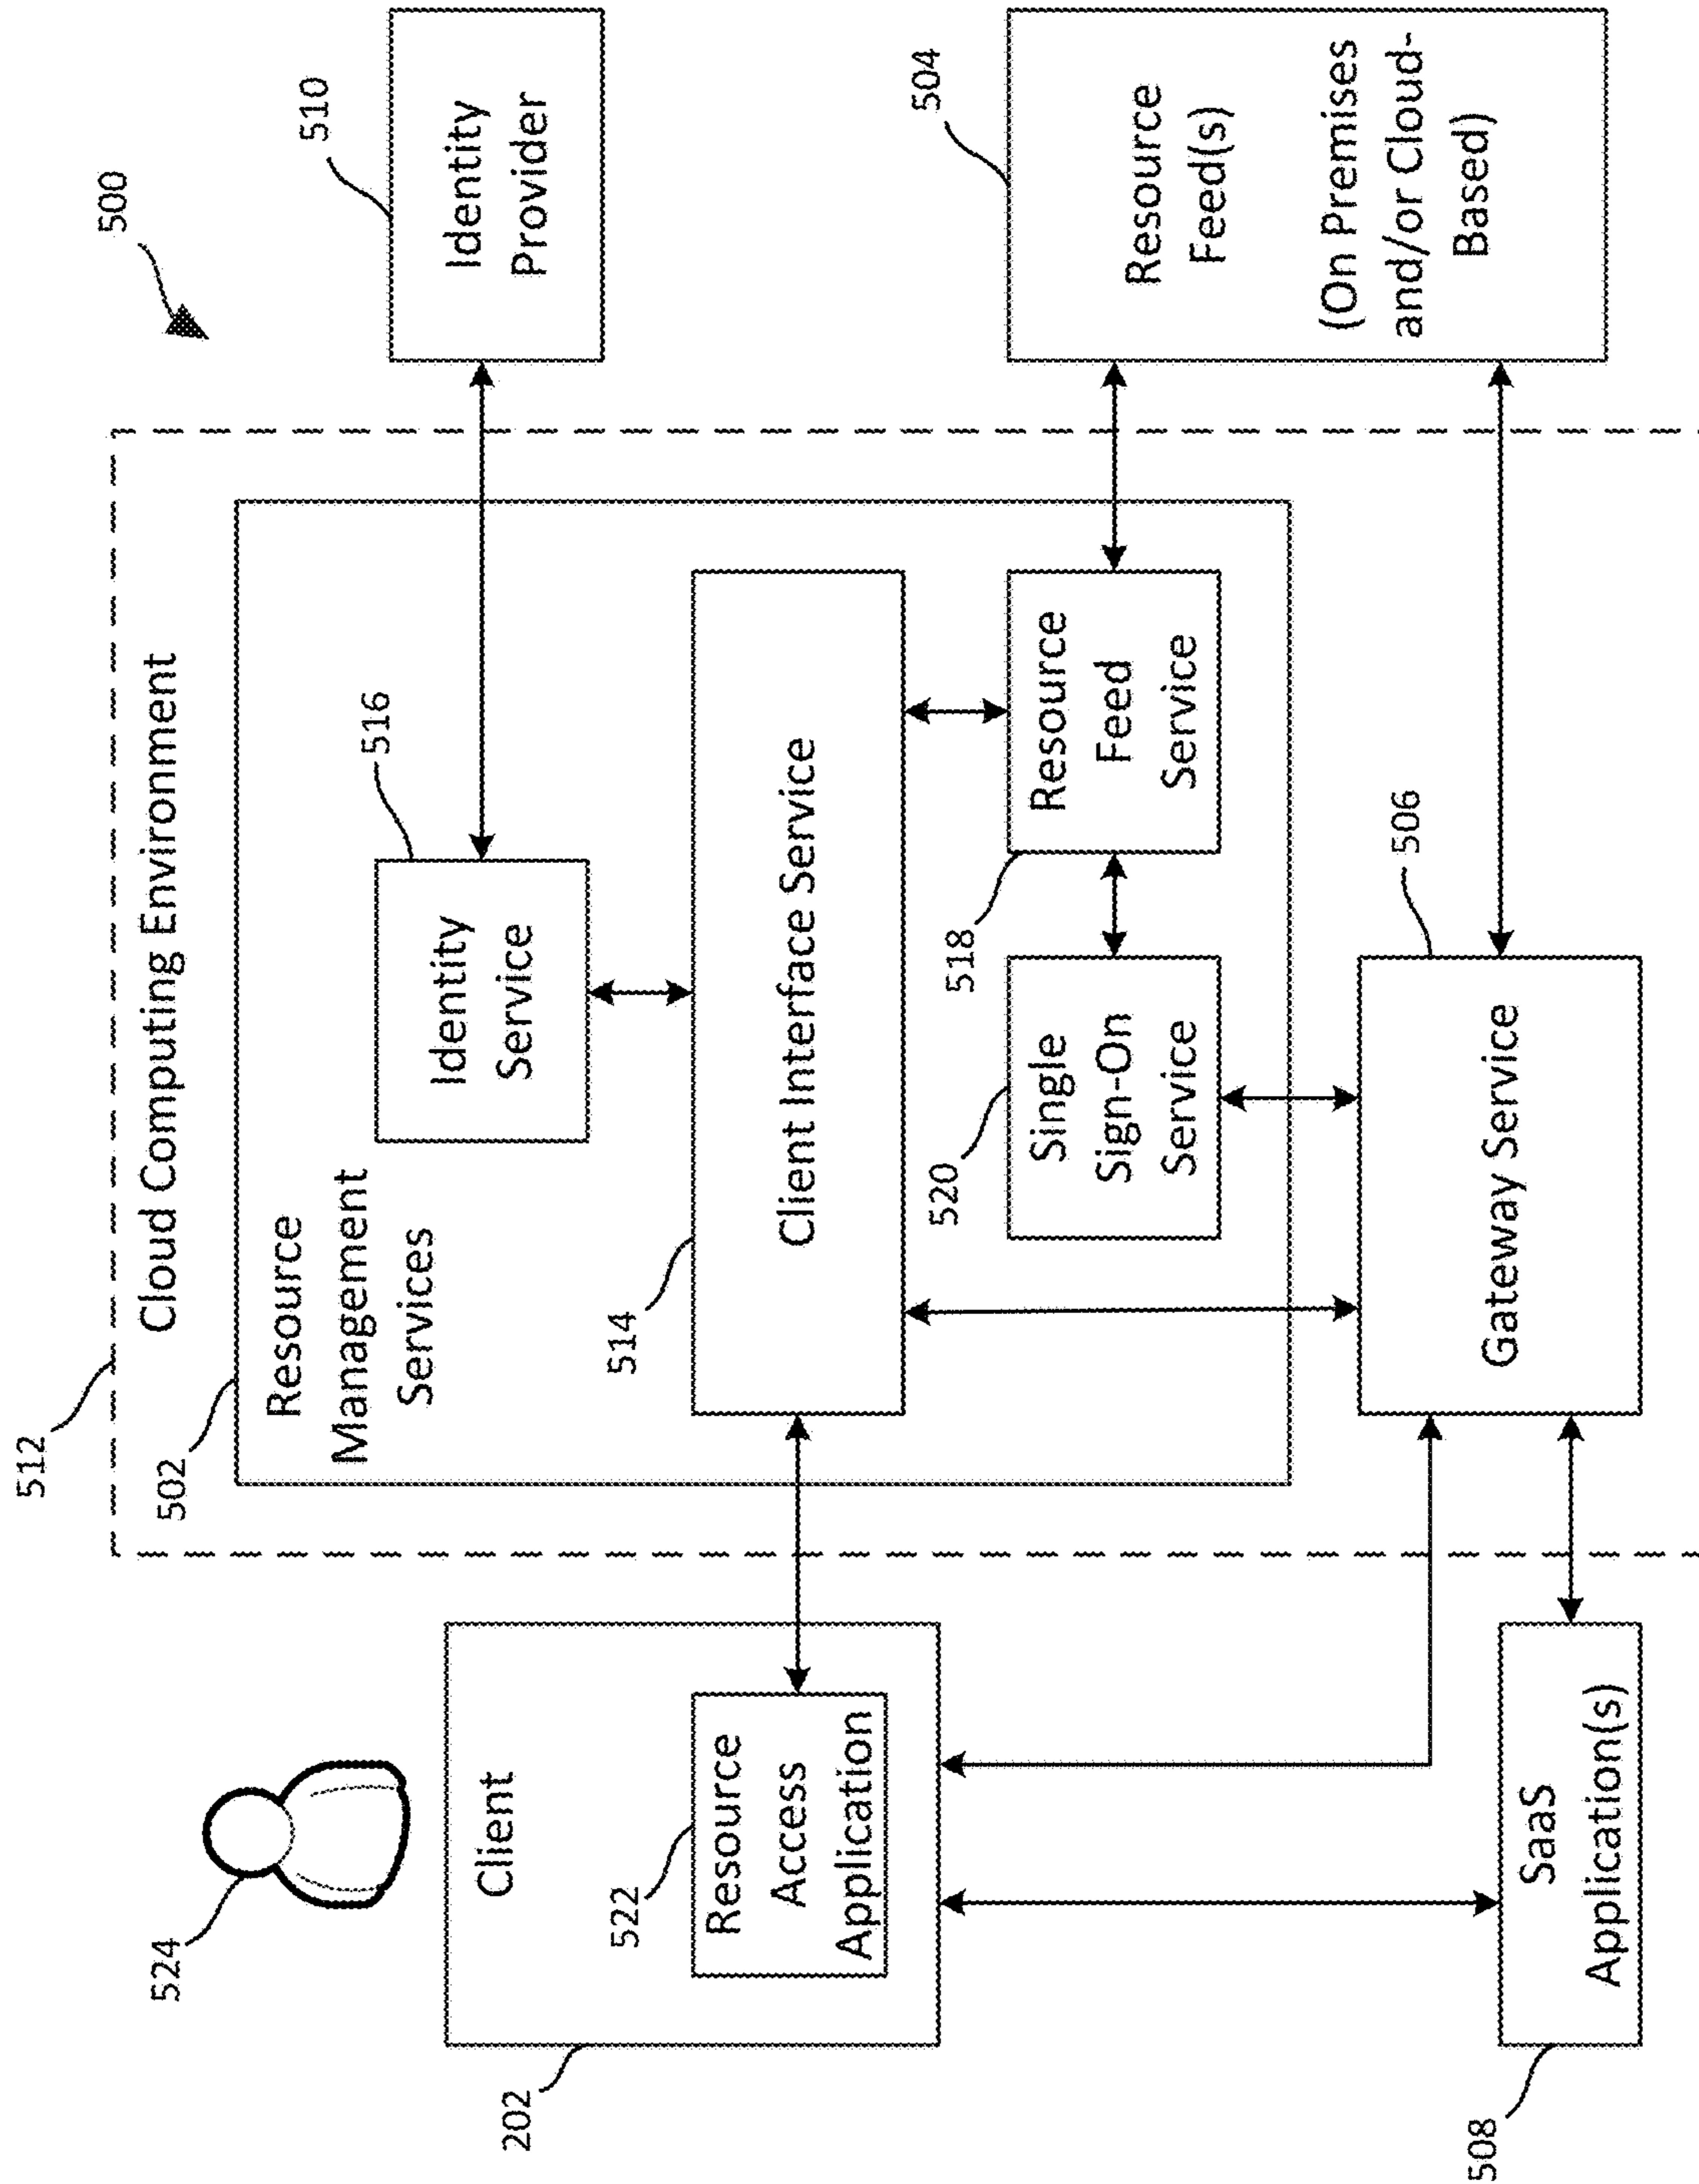 500
512
Cloud Computing Environment
502
Resource
Management
Services
524
202
Client
522
Resource
Access
Application
514
Client Interface Service
516
Identity
Service
510
Identity
Provider
520
Single
Sign-On
Service
518
Resource
Feed
Service
504
Resource
Feed(s)
(On Premises
and/or Cloud-
Based)
506
Gateway Service
508
SaaS
Application(s)